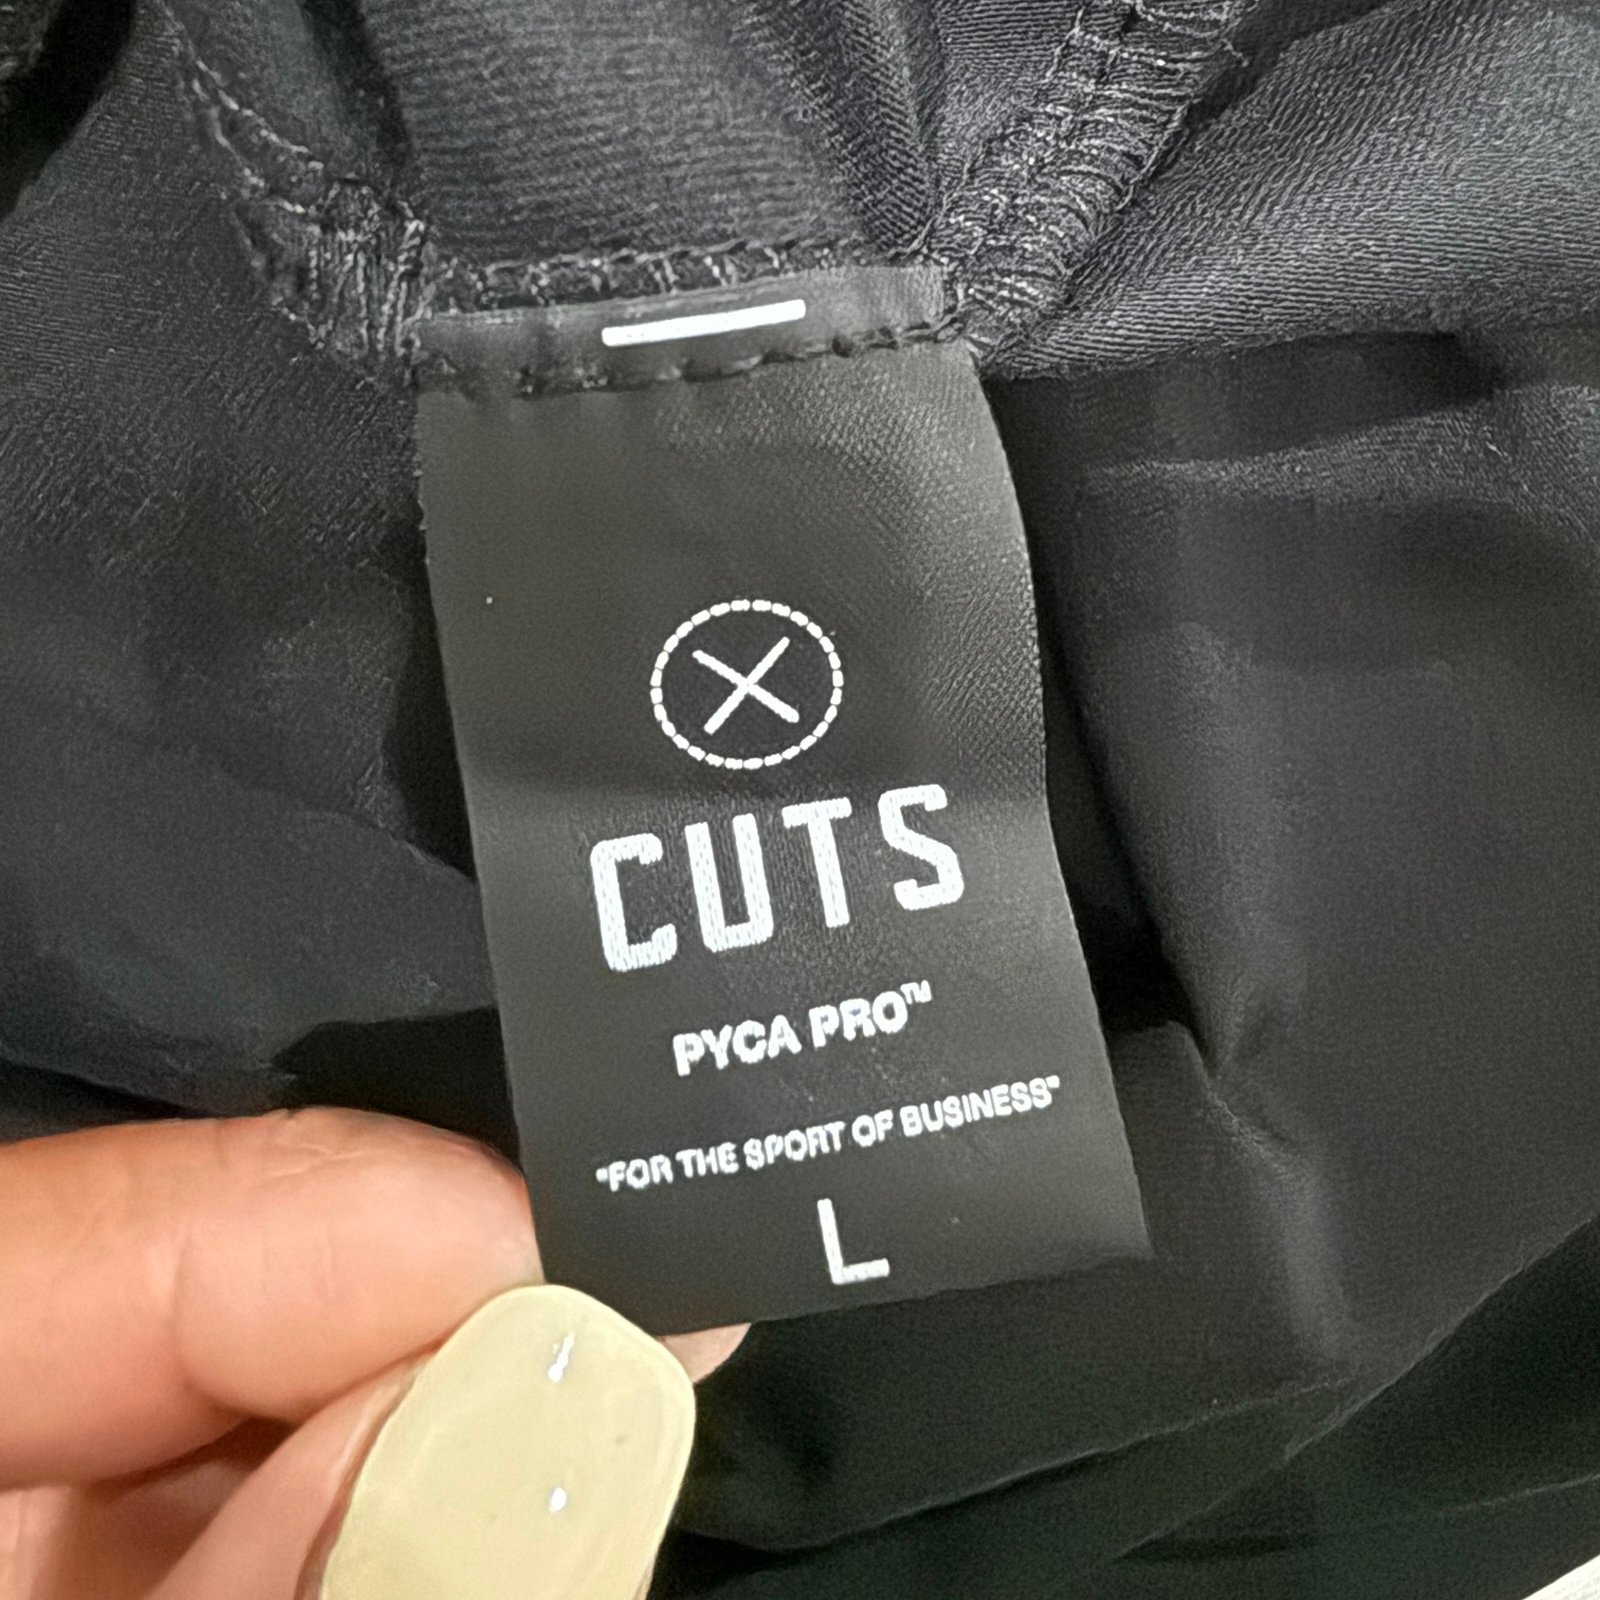 CUTS
PYCA PRO™
"FOR THE SPORT OF BUSINESS"
L